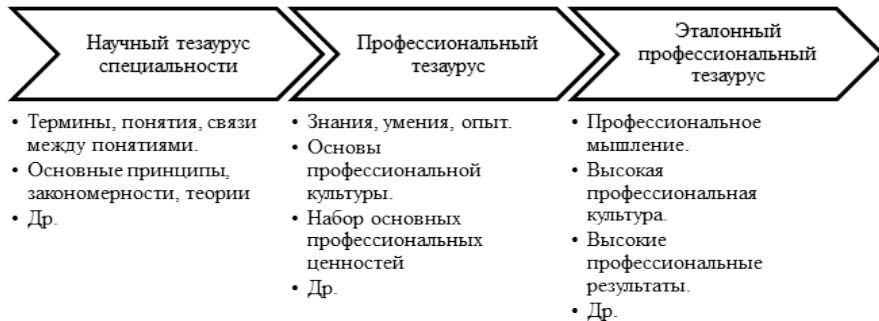 Научный тезаурус
специальности
• Термины, понятия, связи
между понятиями.
• Основные принципы,
закономерности, теории
• Др.
Профессиональный
тезаурус
• Знания, умения, опыт.
• Основы
профессиональной
культуры.
• Набор основных
профессиональных
ценностей
• Др.
Эталонный
профессиональный
тезаурус
• Профессиональное
мышление.
• Высокая
профессиональная
культура.
• Высокие
профессиональные
результаты.
• Др.